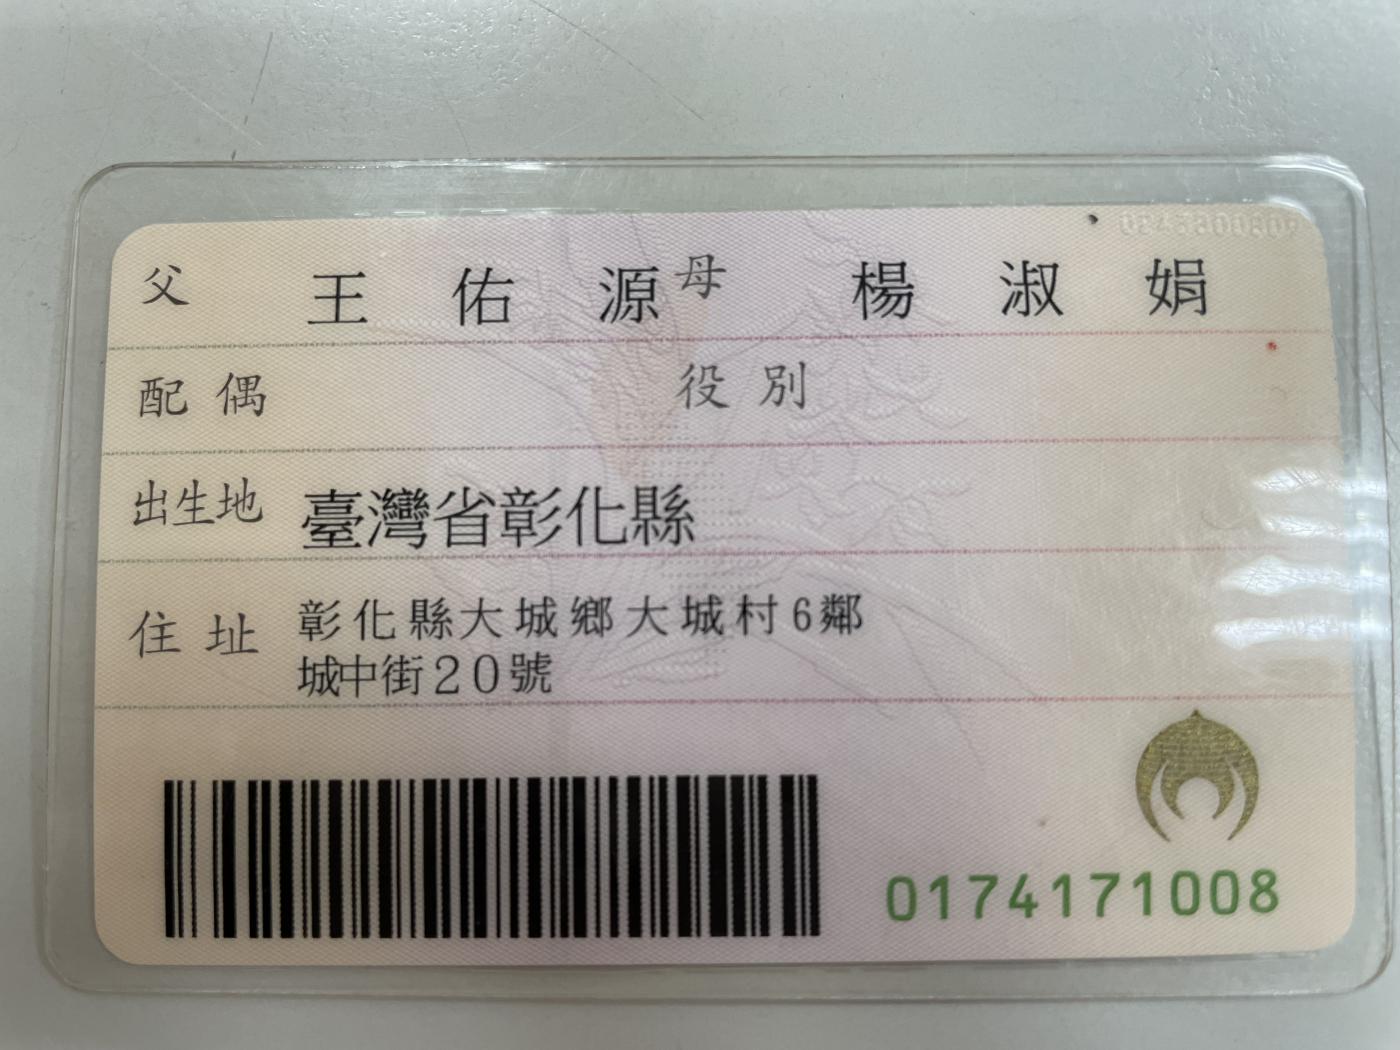 父 王佑源 母 楊淑娟
配偶 役別
出生地 臺灣省彰化縣
住址 彰化縣大城鄉大城村6鄰
城中街20號
0174171008